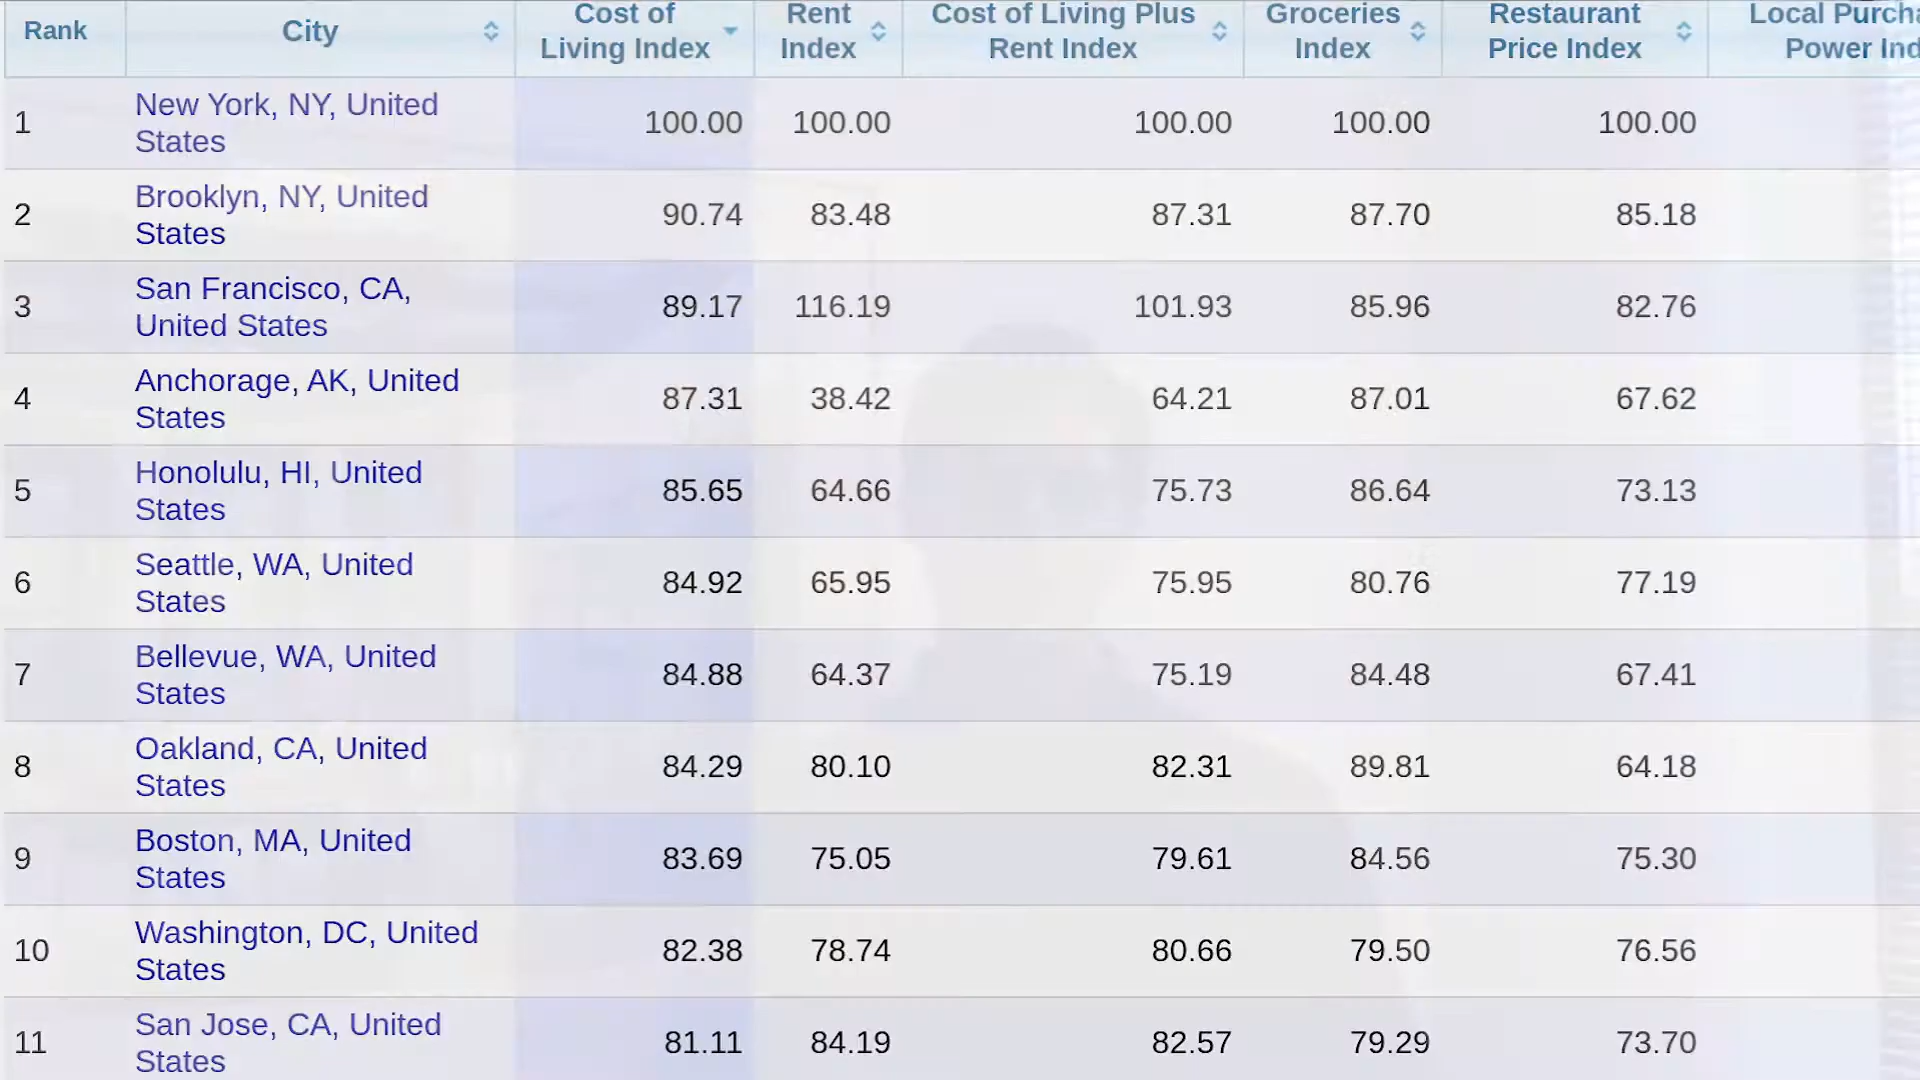 Rank City Cost of Living Index Rent Index Cost of Living Plus Rent Index Groceries Index Restaurant Price Index Local Purch Power Ind
1 New York, NY, United States 100.00 100.00 100.00 100.00 100.00
2 Brooklyn, NY, United States 90.74 83.48 87.31 87.70 85.18
3 San Francisco, CA, United States 89.17 116.19 101.93 85.96 82.76
4 Anchorage, AK, United States 87.31 38.42 64.21 87.01 67.62
5 Honolulu, HI, United States 85.65 64.66 75.73 86.64 73.13
6 Seattle, WA, United States 84.92 65.95 75.95 80.76 77.19
7 Bellevue, WA, United States 84.88 64.37 75.19 84.48 67.41
8 Oakland, CA, United States 84.29 80.10 82.31 89.81 64.18
9 Boston, MA, United States 83.69 75.05 79.61 84.56 75.30
10 Washington, DC, United States 82.38 78.74 80.66 79.50 76.56
11 San Jose, CA, United States 81.11 84.19 82.57 79.29 73.70